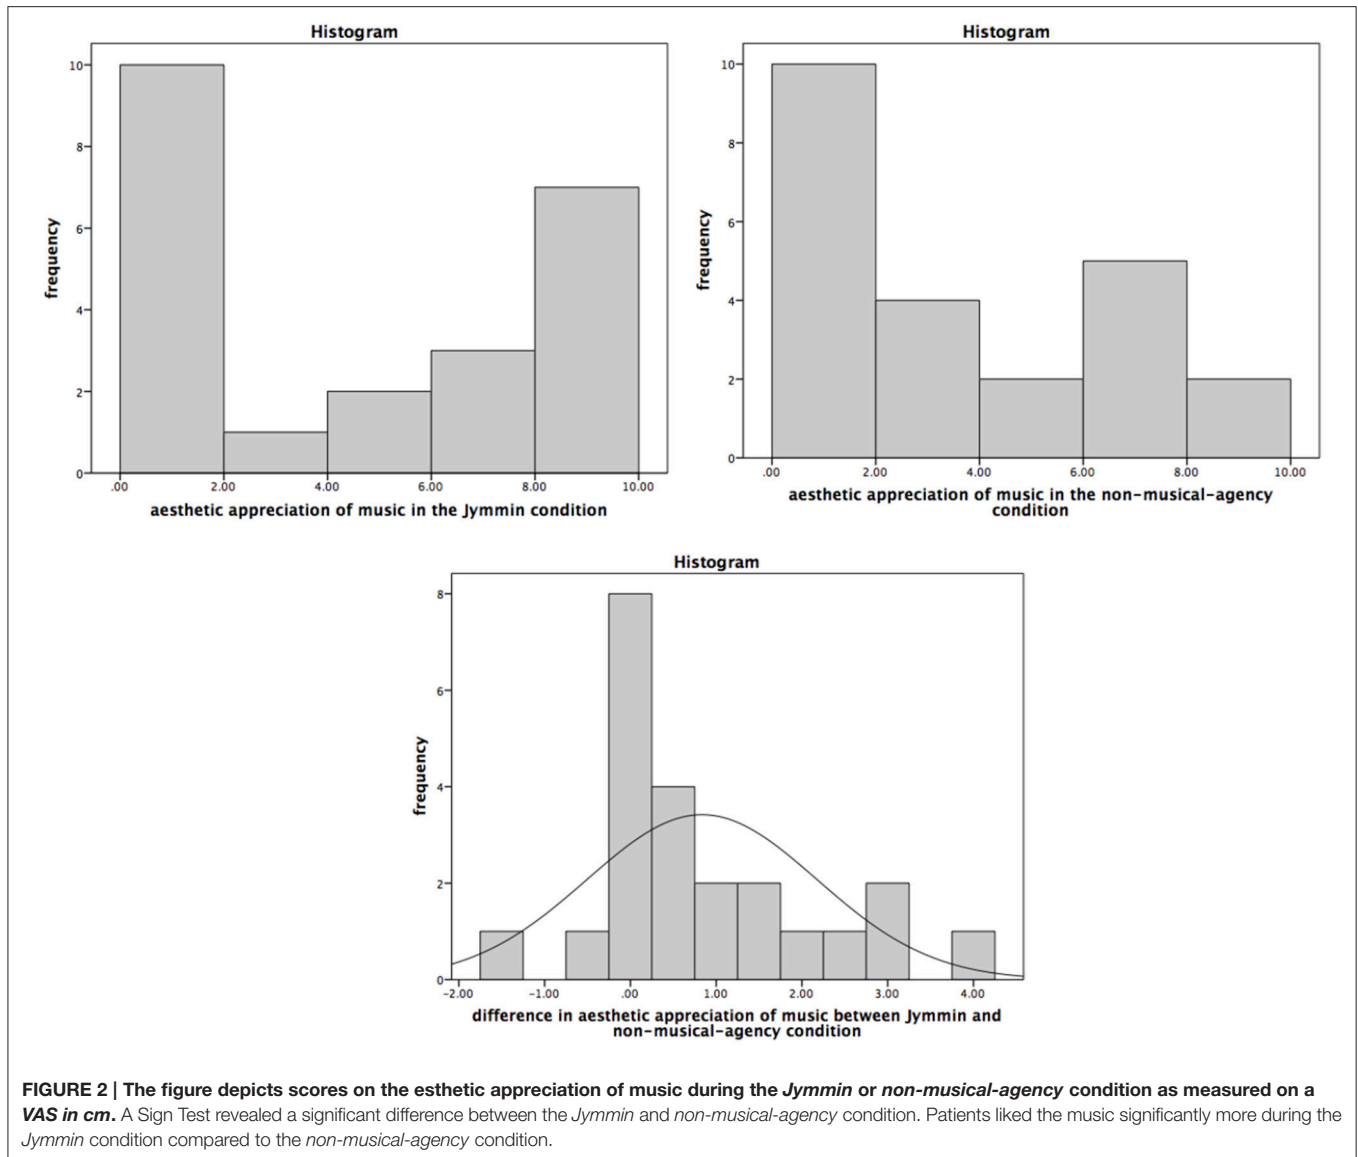 Histogram
10
8
6
4
2
0
frequency
.00 2.00 4.00 6.00 8.00 10.00
aesthetic appreciation of music in the Jymmin condition
Histogram
10
8
6
4
2
0
frequency
.00 2.00 4.00 6.00 8.00 10.00
aesthetic appreciation of music in the non-musical-agency
condition
Histogram
8
6
4
2
0
frequency
-2.00 -1.00 .00 1.00 2.00 3.00 4.00
difference in aesthetic appreciation of music between Jymmin and
non-musical-agency condition
FIGURE 2 | The figure depicts scores on the esthetic appreciation of music during the Jymmin or non-musical-agency condition as measured on a
VAS in cm. A Sign Test revealed a significant difference between the Jymmin and non-musical-agency condition. Patients liked the music significantly more during the
Jymmin condition compared to the non-musical-agency condition.